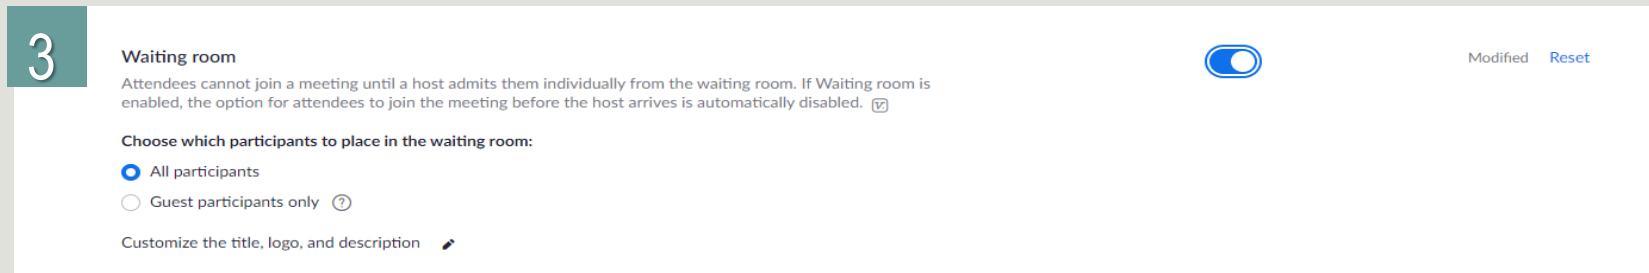 3
Waiting room
Modified Reset
Attendees cannot join a meeting until a host admits them individually from the waiting room. If Waiting room is
enabled, the option for attendees to join the meeting before the host arrives is automatically disabled.
Choose which participants to place in the waiting room:
All participants
Guest participants only
Customize the title, logo, and description